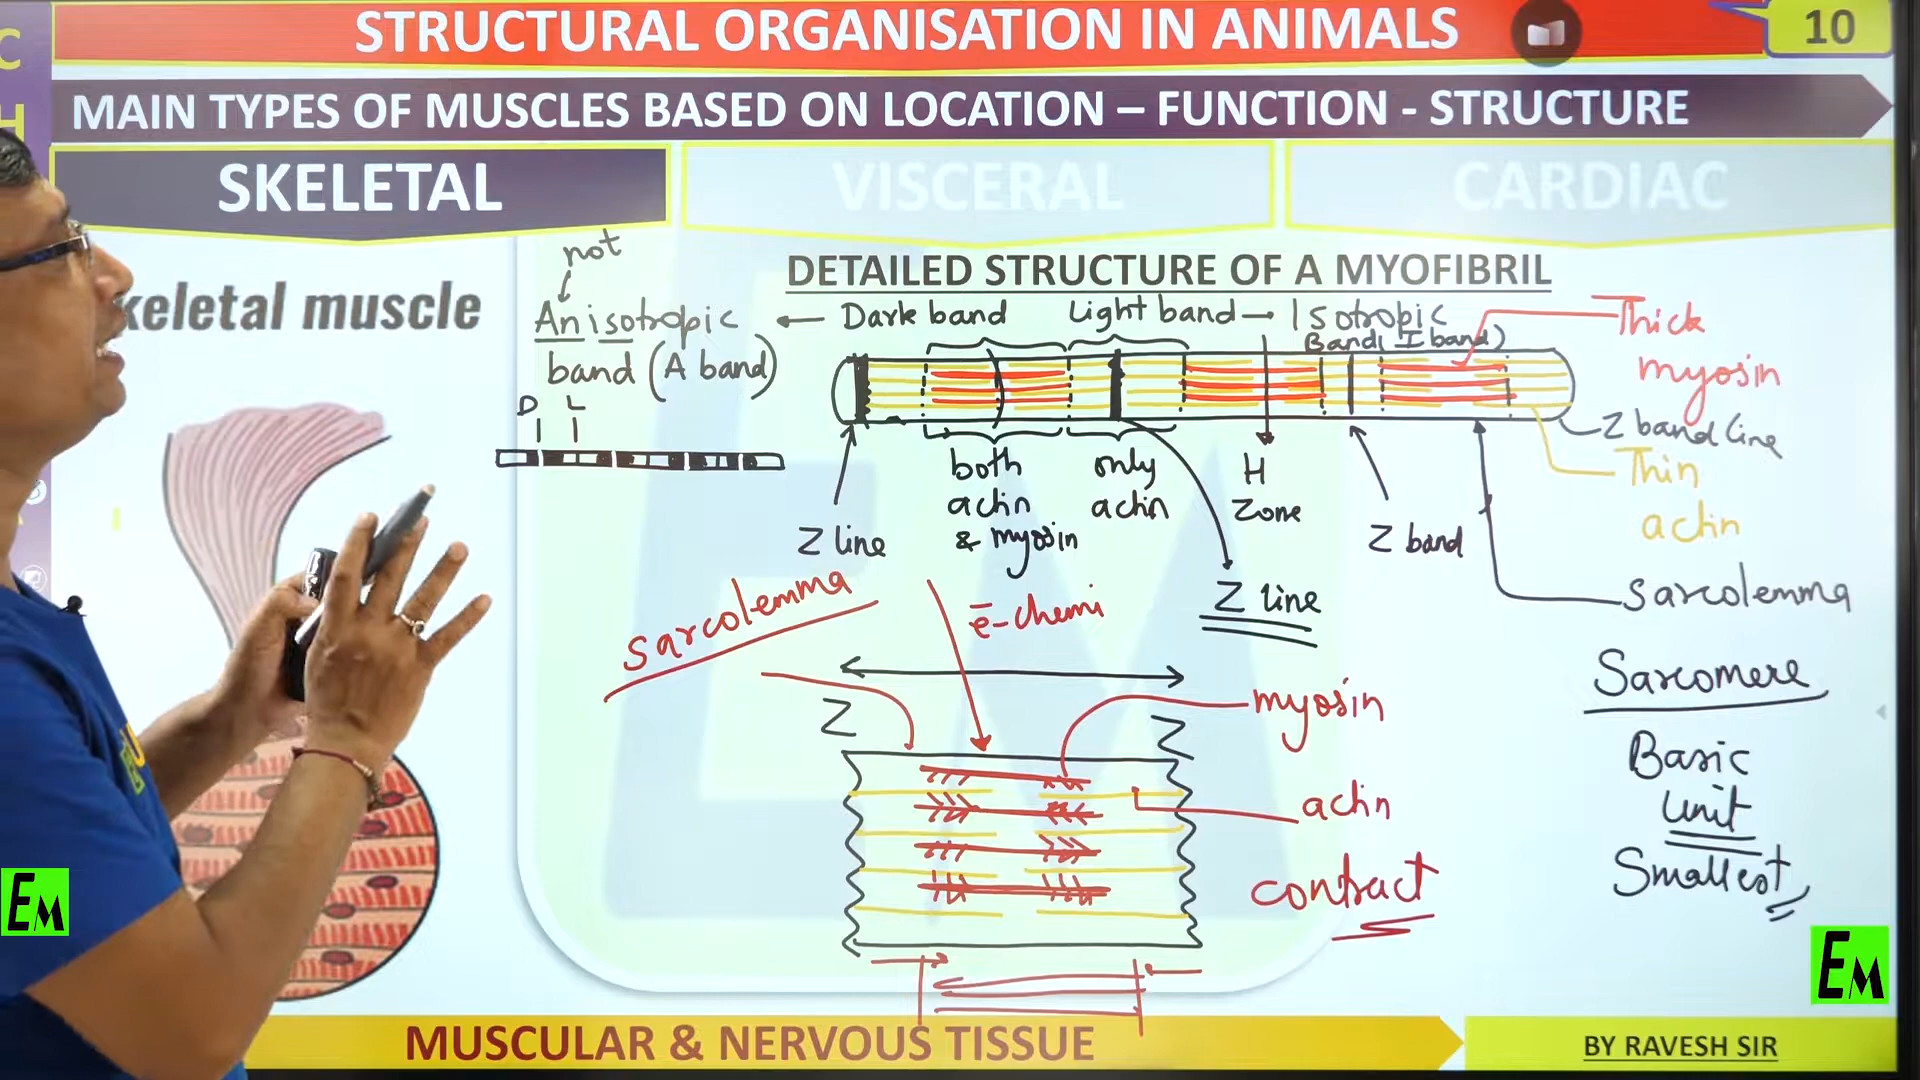 C
H
STRUCTURAL ORGANISATION IN ANIMALS
10
MAIN TYPES OF MUSCLES BASED ON LOCATION – FUNCTION - STRUCTURE
SKELETAL
VISCERAL
CARDIAC
keletal muscle
DETAILED STRUCTURE OF A MYOFIBRIL
not
Anisotropic
band (A band)
Dark band
Light band
Isotropic
Band( I band)
Thick
myosin
Z band line
Thin
actin
D L
both
actin
& myosin
only
actin
H
Zone
Z line
Z band
Z line
sarcolemma
sarcolemma
ē-chemi
Sarcomere
Basic
unit
Smallest
Z
Z
myosin
actin
contract
EM
EM
MUSCULAR & NERVOUS TISSUE
BY RAVESH SIR